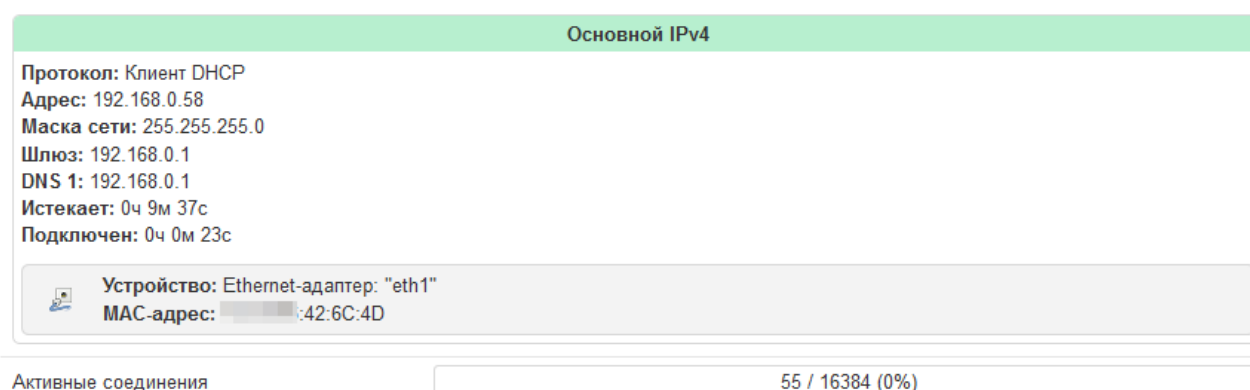 Основной IPv4
Протокол: Клиент DHCP
Адрес: 192.168.0.58
Маска сети: 255.255.255.0
Шлюз: 192.168.0.1
DNS 1: 192.168.0.1
Истекает: 0ч 9м 37с
Подключен: 0ч 0м 23с
Устройство: Ethernet-адаптер: "eth1"
MAC-адрес: :42:6C:4D
Активные соединения 55 / 16384 (0%)